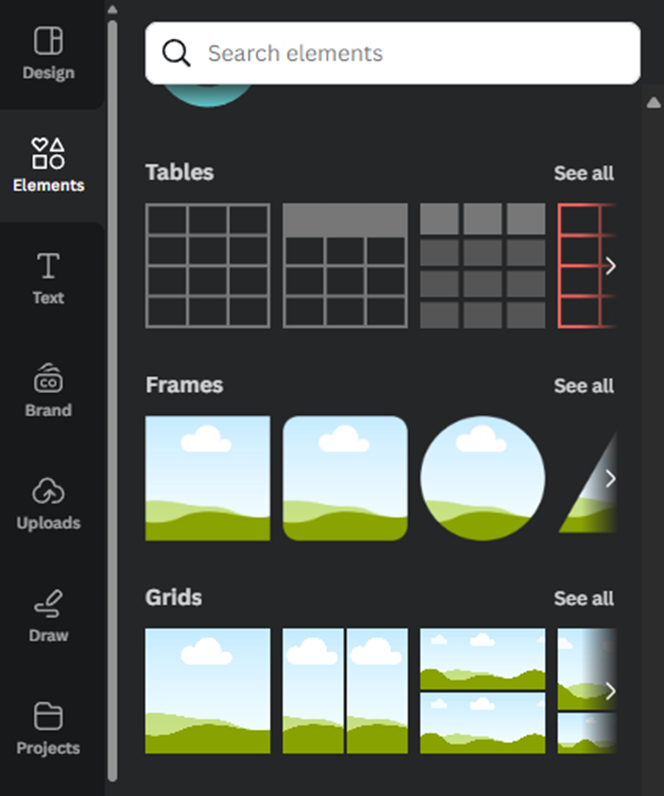 Design
Elements
Text
CO
Brand
Uploads
Draw
Projects
Search elements
Tables
See all
Frames
See all
Grids
See all